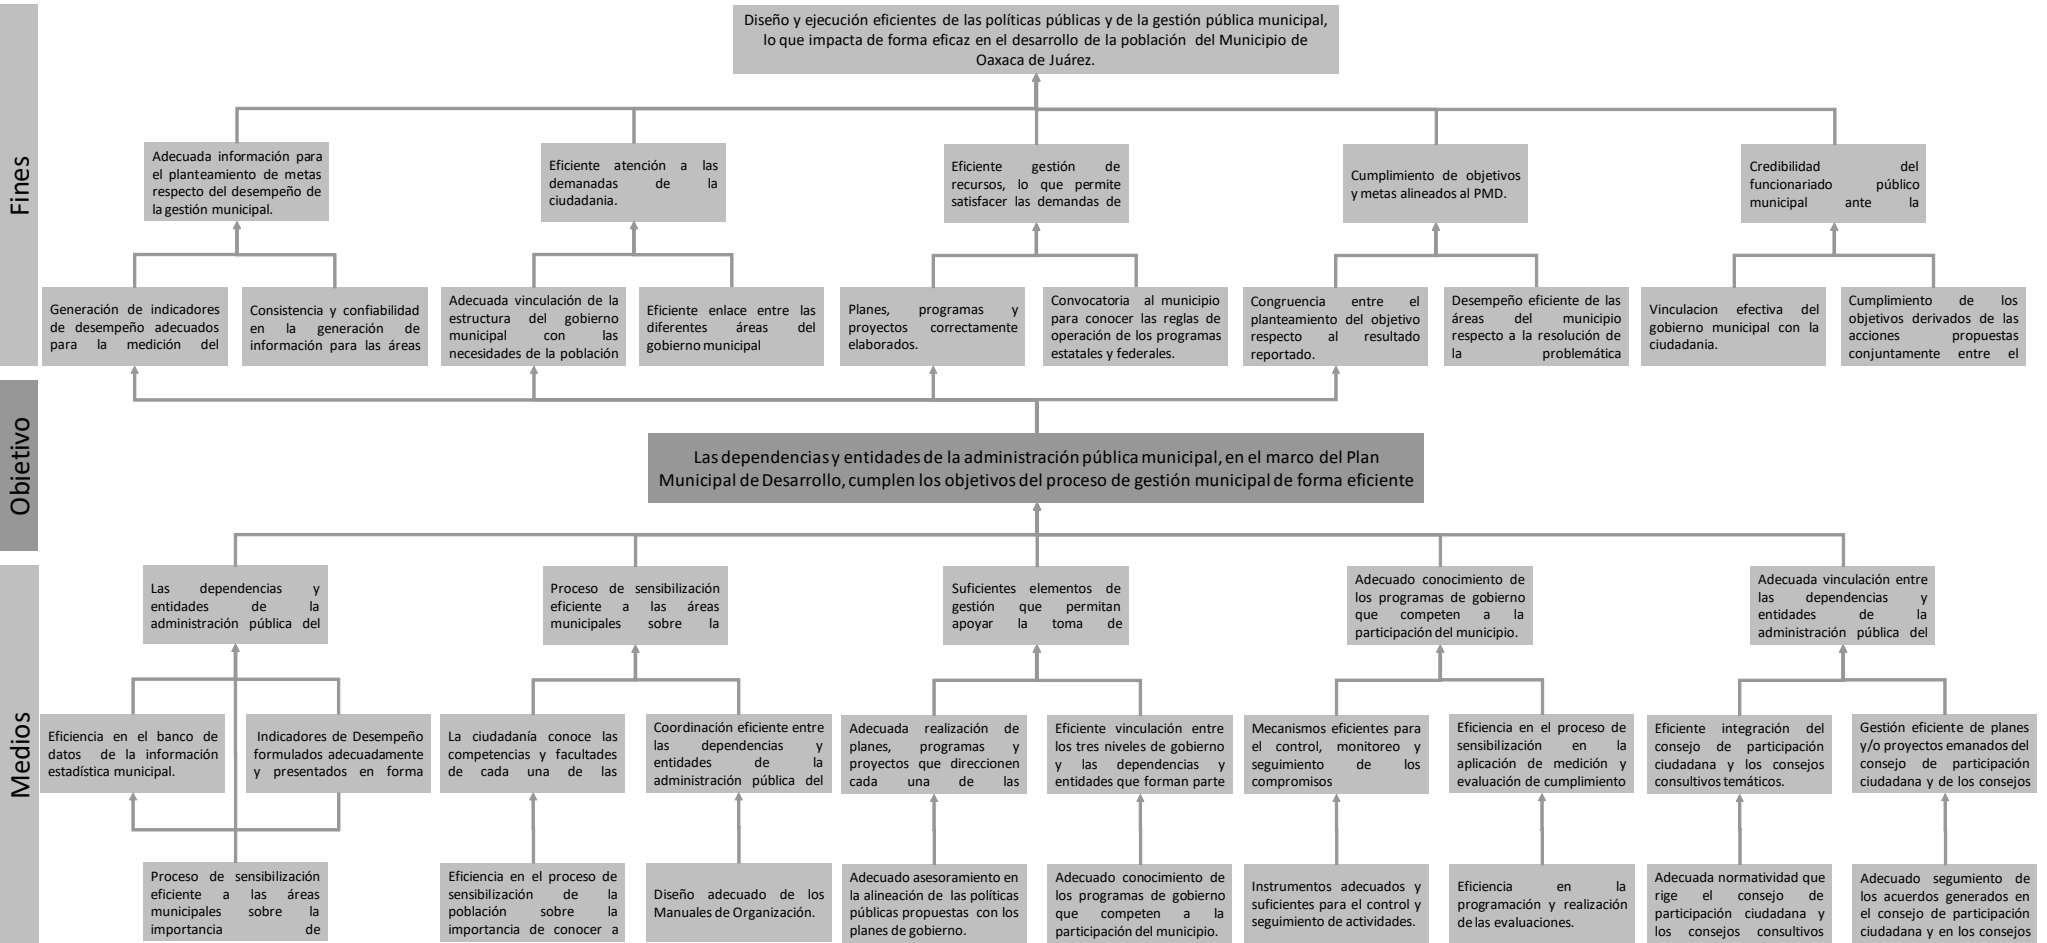 Diseño y ejecución eficientes de las políticas públicas y de la gestión pública municipal,
lo que impacta de forma eficaz en el desarrollo de la población del Municipio de
Oaxaca de Juárez.
Fines
Adecuada información para
el planteamiento de metas
respecto del desempeño de
la gestión municipal.
Eficiente atención a las
demanadas de la
ciudadania.
Eficiente gestión de
recursos, lo que permite
satisfacer las demandas de
Cumplimiento de objetivos
y metas alineados al PMD.
Credibilidad del
funcionariado público
municipal ante la
Generación de indicadores
de desempeño adecuados
para la medición del
Consistencia y confiabilidad
en la generación de
información para las áreas
Adecuada vinculación de la
estructura del gobierno
municipal con las
necesidades de la población
Eficiente enlace entre las
diferentes áreas del
gobierno municipal
Planes, programas y
proyectos correctamente
elaborados.
Convocatoria al municipio
para conocer las reglas de
operación de los programas
estatales y federales.
Congruencia entre el
planteamiento del objetivo
respecto al resultado
reportado.
Desempeño eficiente de las
áreas del municipio
respecto a la resolución de
la problemática
Vinculacion efectiva del
gobierno municipal con la
ciudadania.
Cumplimiento de los
objetivos derivados de las
acciones propuestas
conjuntamente entre el
Objetivo
Las dependencias y entidades de la administración pública municipal, en el marco del Plan
Municipal de Desarrollo, cumplen los objetivos del proceso de gestión municipal de forma eficiente
Medios
Las dependencias y
entidades de la
administración pública del
Proceso de sensibilización
eficiente a las áreas
municipales sobre la
Suficientes elementos de
gestión que permitan
apoyar la toma de
Adecuado conocimiento de
los programas de gobierno
que competen a la
participación del municipio.
Adecuada vinculación entre
las dependencias y
entidades de la
administración pública del
Eficiencia en el banco de
datos de la información
estadística municipal.
Indicadores de Desempeño
formulados adecuadamente
y presentados en forma
La ciudadanía conoce las
competencias y facultades
de cada una de las
Coordinación eficiente entre
las dependencias y
entidades de la
administración pública del
Adecuada realización de
planes, programas y
proyectos que direccionen
cada una de las
Eficiente vinculación entre
los tres niveles de gobierno
y las dependencias y
entidades que forman parte
Mecanismos eficientes para
el control, monitoreo y
seguimiento de los
compromisos
Eficiencia en el proceso de
sensibilización en la
aplicación de medición y
evaluación de cumplimiento
Eficiente integración del
consejo de participación
ciudadana y los consejos
consultivos temáticos.
Gestión eficiente de planes
y/o proyectos emanados del
consejo de participación
ciudadana y de los consejos
Proceso de sensibilización
eficiente a las áreas
municipales sobre la
importancia de
Eficiencia en el proceso de
sensibilización de la
población sobre la
importancia de conocer a
Diseño adecuado de los
Manuales de Organización.
Adecuado asesoramiento en
la alineación de las políticas
públicas propuestas con los
planes de gobierno.
Adecuado conocimiento de
los programas de gobierno
que competen a la
participación del municipio.
Instrumentos adecuados y
suficientes para el control y
seguimiento de actividades.
Eficiencia en la
programación y realización
de las evaluaciones.
Adecuada normatividad que
rige el consejo de
participación ciudadana y
los consejos consultivos
Adecuado segumiento de
los acuerdos generados en
el consejo de participación
ciudadana y en los consejos